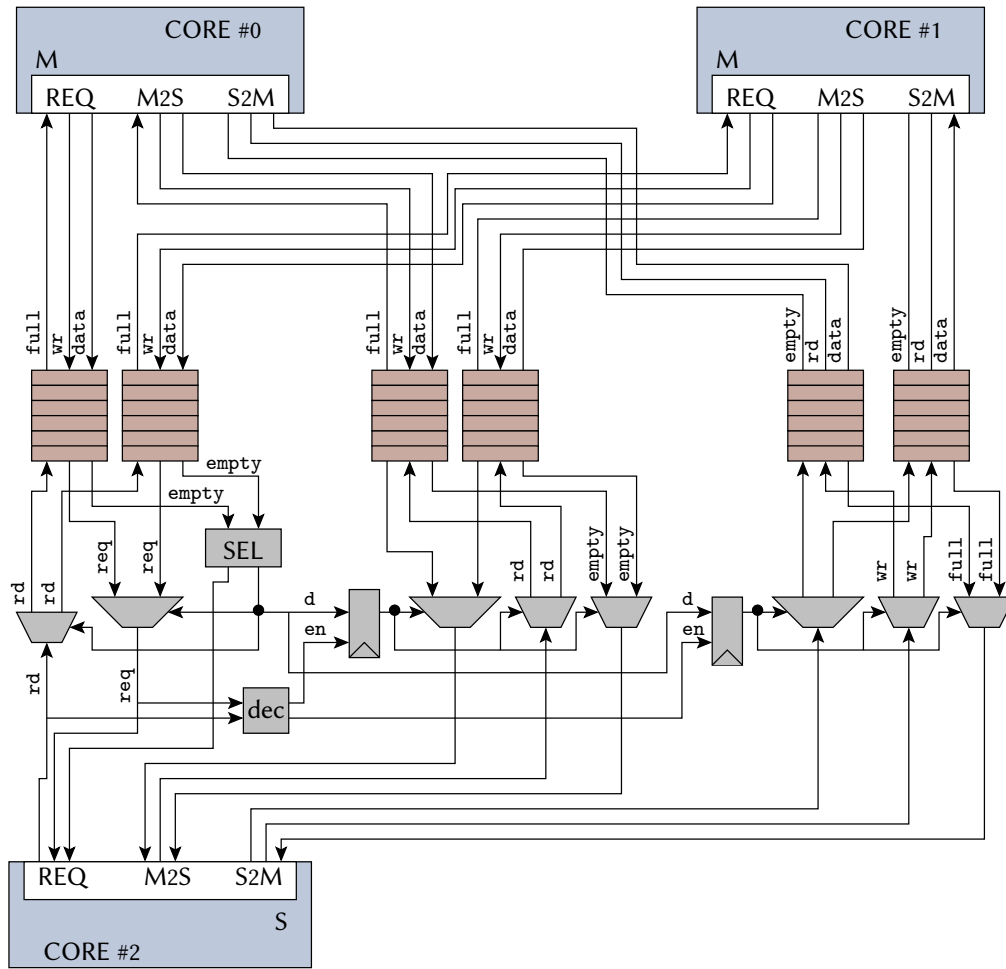 CORE #0
CORE #1
M
M
REQ M2S S2M
REQ M2S S2M
full wr data full wr data
full wr data full wr data
empty rd data empty rd data
empty
empty
SEL
req req
rd rd
rd rd
empty empty
wr wr
full full
d
en
d
en
rd
req
dec
REQ M2S S2M
S
CORE #2